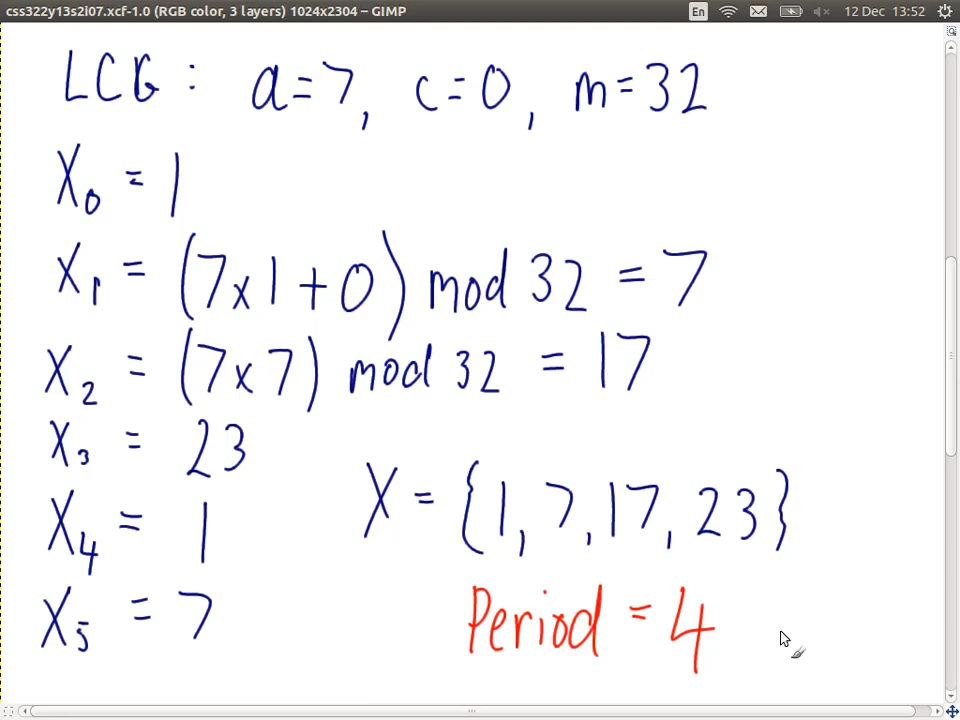 css322y13s2i07.xcf-1.0 (RGB color, 3 layers) 1024x2304 – GIMP En 12 Dec 13:52
LCG : a=7, c=0, m=32
X0 = 1
X1 = (7x1+0) mod 32 = 7
X2 = (7x7) mod 32 = 17
X3 = 23
X = {1,7,17,23}
X4 = 1
X5 = 7
Period = 4